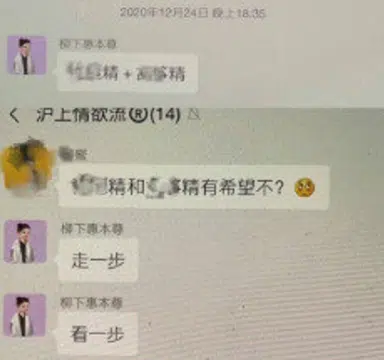 2020年12月24日 晚上18:35
柳下惠本尊
精 + 精
沪上情欲流®(14)
精和精有希望不?🥺
柳下惠本尊
走一步
柳下惠本尊
看一步